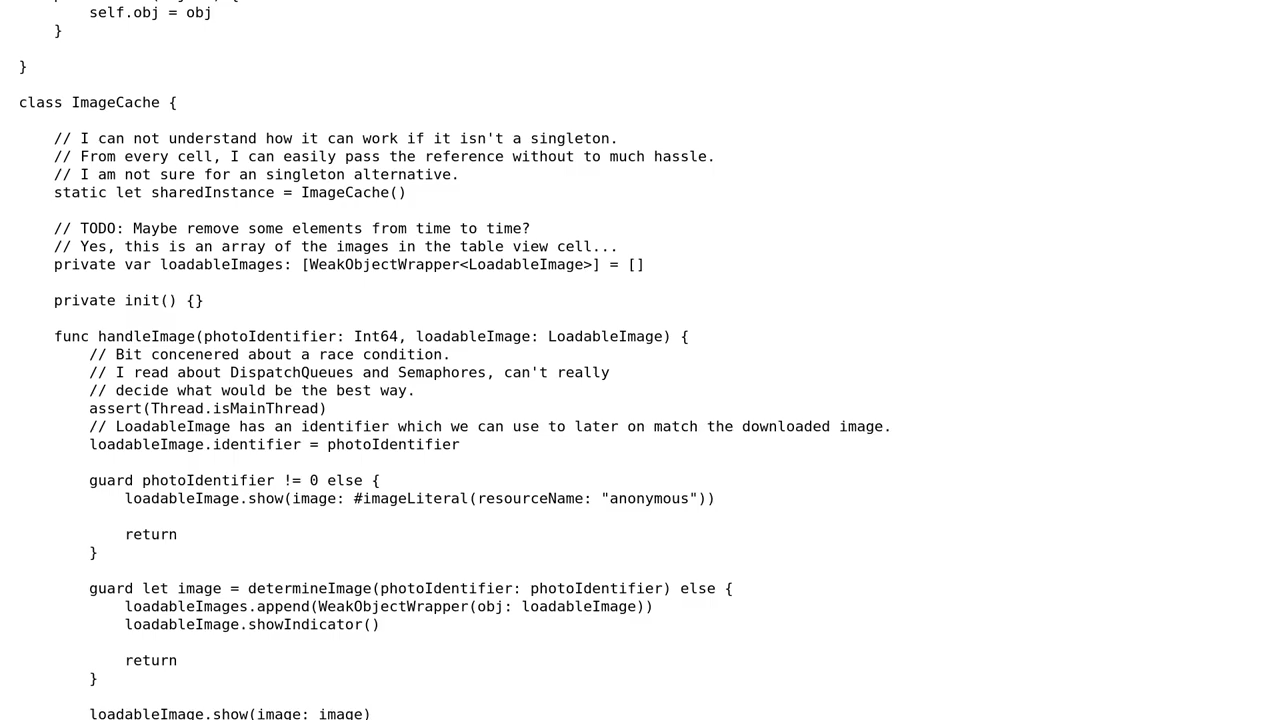 self.obj = obj
}
}
class ImageCache {
// I can not understand how it can work if it isn't a singleton.
// From every cell, I can easily pass the reference without to much hassle.
// I am not sure for an singleton alternative.
static let sharedInstance = ImageCache()
// TODO: Maybe remove some elements from time to time?
// Yes, this is an array of the images in the table view cell...
private var loadableImages: [WeakObjectWrapper<LoadableImage>] = []
private init() {}
func handleImage(photoIdentifier: Int64, loadableImage: LoadableImage) {
// Bit concenered about a race condition.
// I read about DispatchQueues and Semaphores, can't really
// decide what would be the best way.
assert(Thread.isMainThread)
// LoadableImage has an identifier which we can use to later on match the downloaded image.
loadableImage.identifier = photoIdentifier
guard photoIdentifier != 0 else {
loadableImage.show(image: #imageLiteral(resourceName: "anonymous"))
return
}
guard let image = determineImage(photoIdentifier: photoIdentifier) else {
loadableImages.append(WeakObjectWrapper(obj: loadableImage))
loadableImage.showIndicator()
return
}
loadableImage.show(image: image)